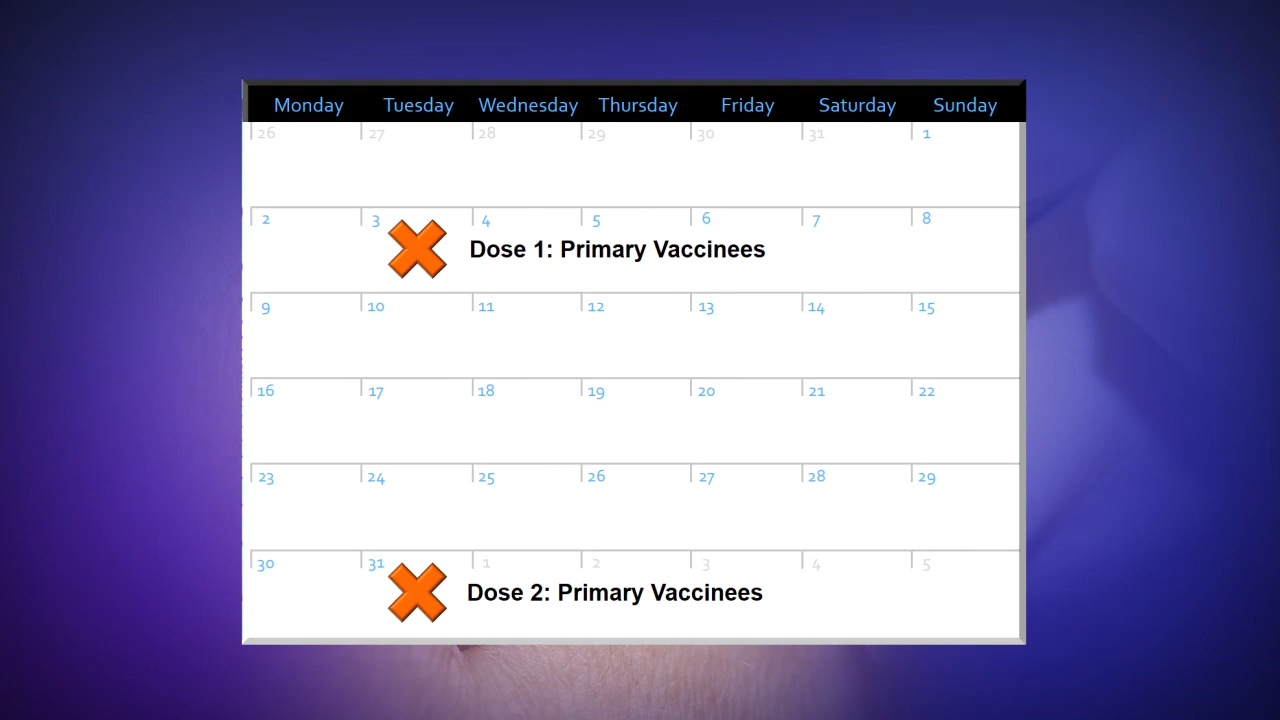 Monday Tuesday Wednesday Thursday Friday Saturday Sunday
26 27 28 29 30 31 1
2 3 4 5 6 7 8
Dose 1: Primary Vaccinees
9 10 11 12 13 14 15
16 17 18 19 20 21 22
23 24 25 26 27 28 29
30 31 1 2 3 4 5
Dose 2: Primary Vaccinees